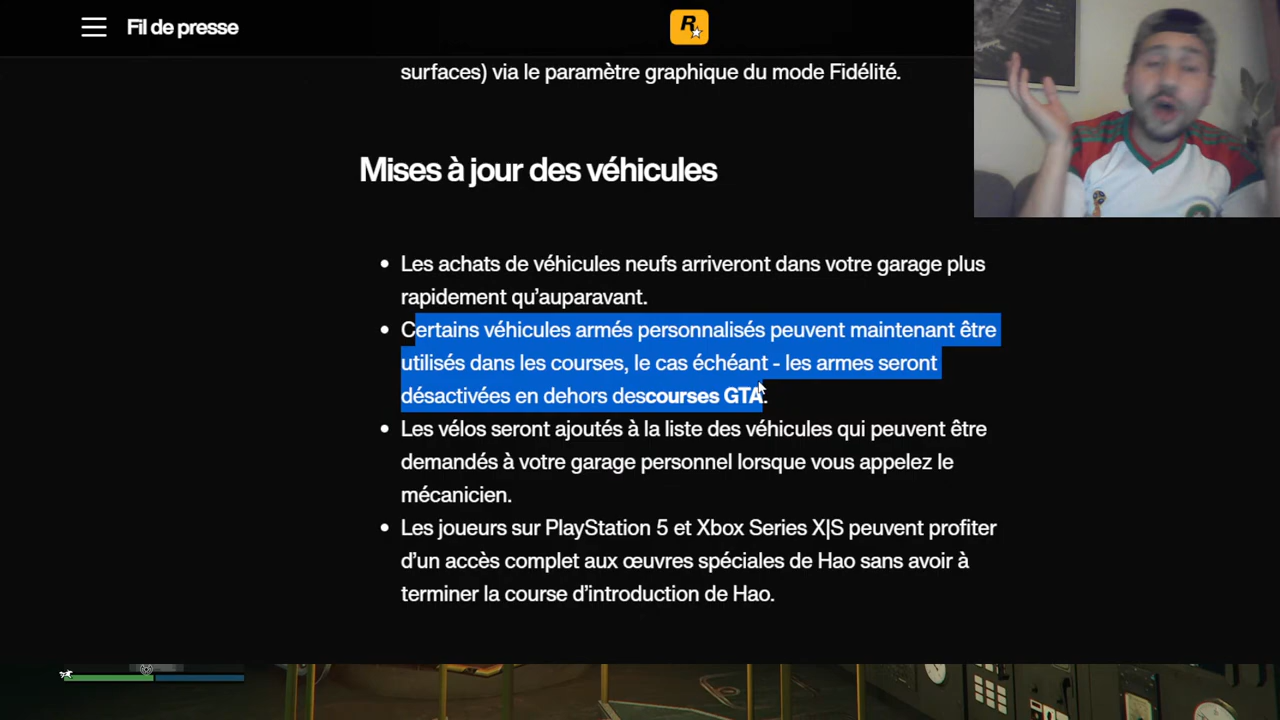 Fil de presse
R
surfaces) via le paramètre graphique du mode Fidélité.
Mises à jour des véhicules
Les achats de véhicules neufs arriveront dans votre garage plus
rapidement qu’auparavant.
Certains véhicules armés personnalisés peuvent maintenant être
utilisés dans les courses, le cas échéant - les armes seront
désactivées en dehors descourses GTA.
Les vélos seront ajoutés à la liste des véhicules qui peuvent être
demandés à votre garage personnel lorsque vous appelez le
mécanicien.
Les joueurs sur PlayStation 5 et Xbox Series X|S peuvent profiter
d’un accès complet aux œuvres spéciales de Hao sans avoir à
terminer la course d’introduction de Hao.